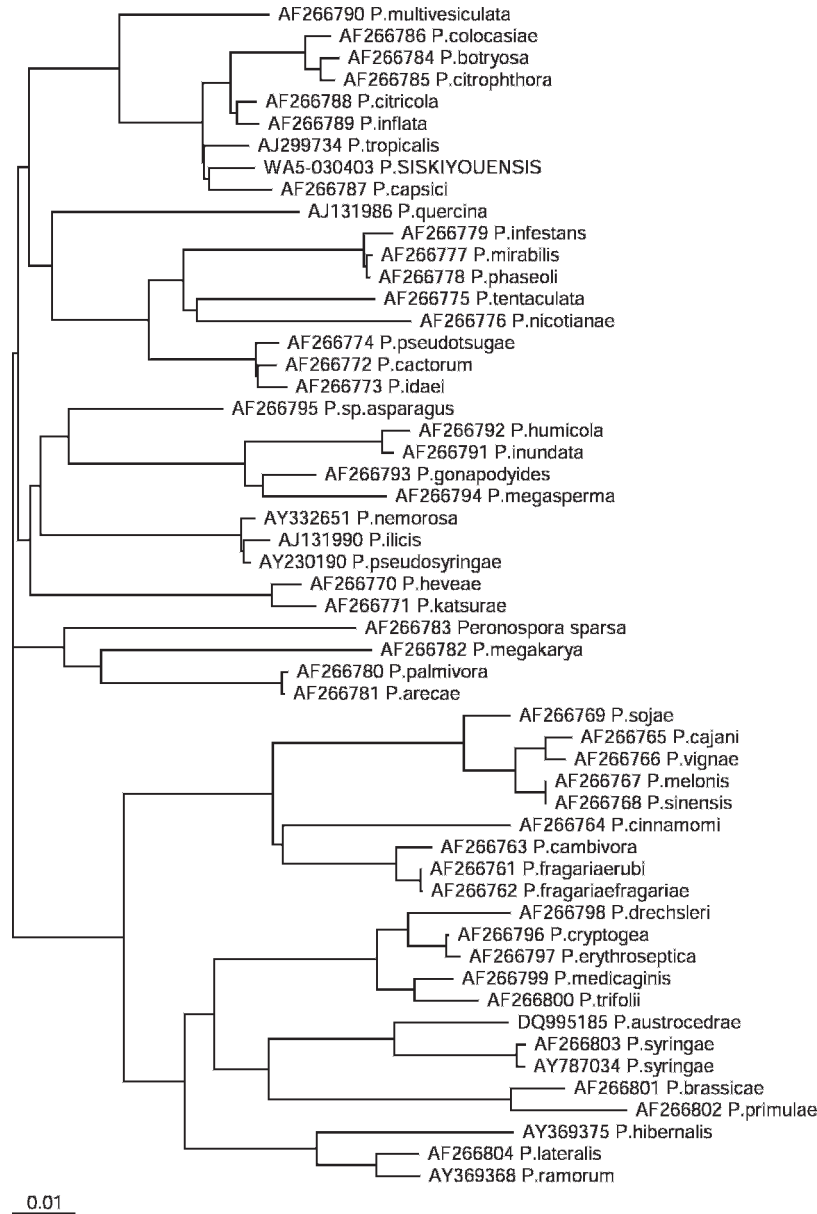 AF266790 P.multivesiculata
AF266786 P.colocasiae
AF266784 P.botryosa
AF266785 P.citrophthora
AF266788 P.citricola
AF266789 P.inflata
AJ299734 P.tropicalis
WA5-030403 P.SISKIYOUENSIS
AF266787 P.capsici
AJ131986 P.quercina
AF266779 P.infestans
AF266777 P.mirabilis
AF266778 P.phaseoli
AF266775 P.tentaculata
AF266776 P.nicotianae
AF266774 P.pseudotsugae
AF266772 P.cactorum
AF266773 P.idaei
AF266795 P.sp.asparagus
AF266792 P.humicola
AF266791 P.inundata
AF266793 P.gonapodyides
AF266794 P.megasperma
AY332651 P.nemorosa
AJ131990 P.ilicis
AY230190 P.pseudosyringae
AF266770 P.heveae
AF266771 P.katsurae
AF266783 Peronospora sparsa
AF266782 P.megakarya
AF266780 P.palmivora
AF266781 P.arecae
AF266769 P.sojae
AF266765 P.cajani
AF266766 P.vignae
AF266767 P.melonis
AF266768 P.sinensis
AF266764 P.cinnamomi
AF266763 P.cambivora
AF266761 P.fragariaerubi
AF266762 P.fragariaefragariae
AF266798 P.drechsleri
AF266796 P.cryptogea
AF266797 P.erythroseptica
AF266799 P.medicaginis
AF266800 P.trifolii
DQ995185 P.austrocedrae
AF266803 P.syringae
AY787034 P.syringae
AF266801 P.brassicae
AF266802 P.primulae
AY369375 P.hibernalis
AF266804 P.lateralis
AY369368 P.ramorum
0.01